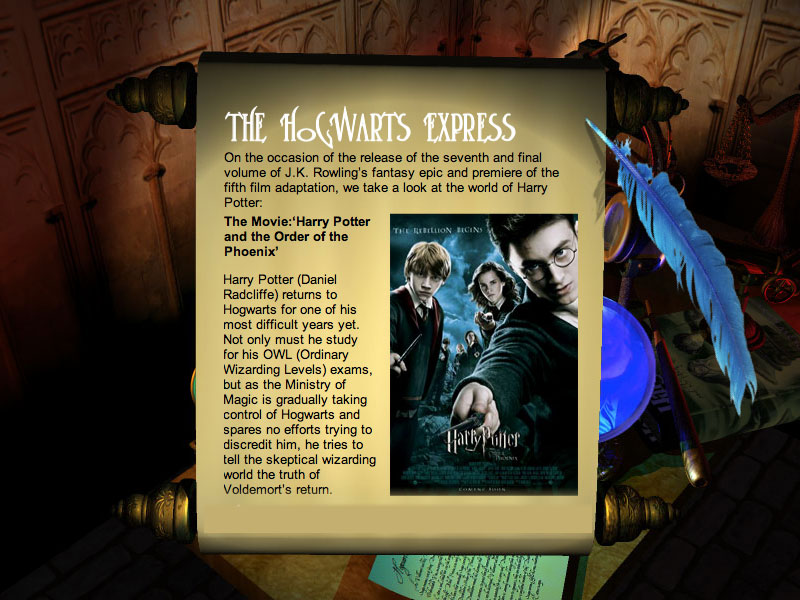 THE HOGWARTS EXPRESS
On the occasion of the release of the seventh and final
volume of J.K. Rowling's fantasy epic and premiere of the
fifth film adaptation, we take a look at the world of Harry
Potter:
The Movie:‘Harry Potter
and the Order of the
Phoenix’
Harry Potter (Daniel
Radcliffe) returns to
Hogwarts for one of his
most difficult years yet.
Not only must he study
for his OWL (Ordinary
Wizarding Levels) exams,
but as the Ministry of
Magic is gradually taking
control of Hogwarts and
spares no efforts trying to
discredit him, he tries to
tell the skeptical wizarding
world the truth of
Voldemort's return.
THE REBELLION BEGINS
Harry Potter
COMING SOON